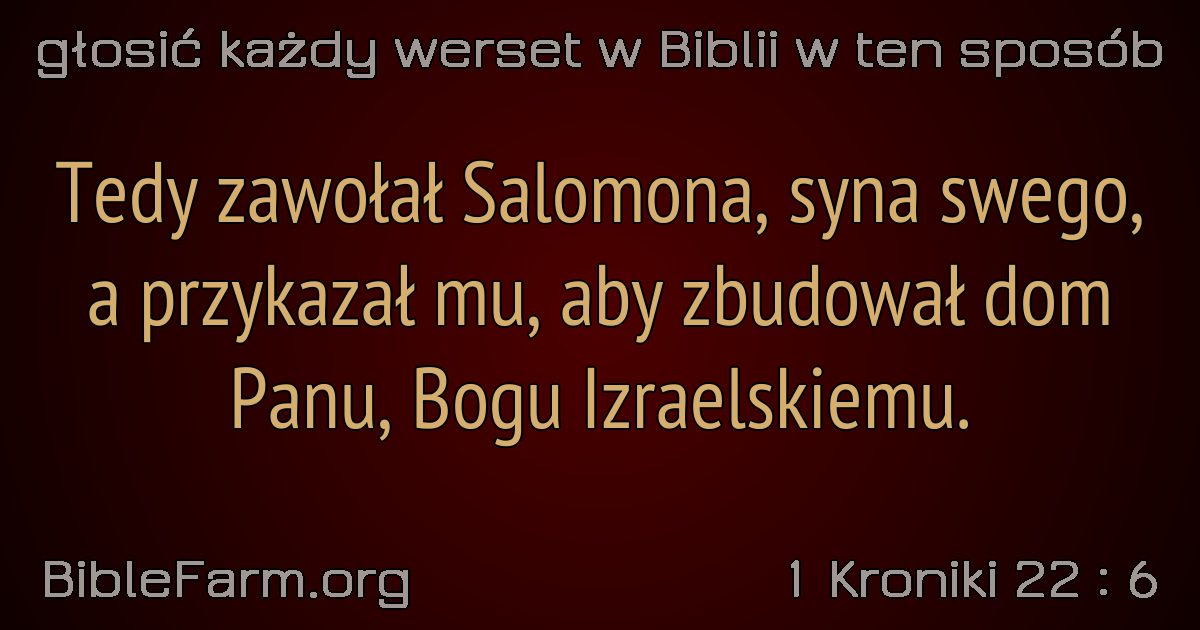 głosić każdy werset w Biblii w ten sposób
Tedy zawołał Salomona, syna swego,
a przykazał mu, aby zbudował dom
Panu, Bogu Izraelskiemu.
BibleFarm.org
1 Kroniki 22 : 6